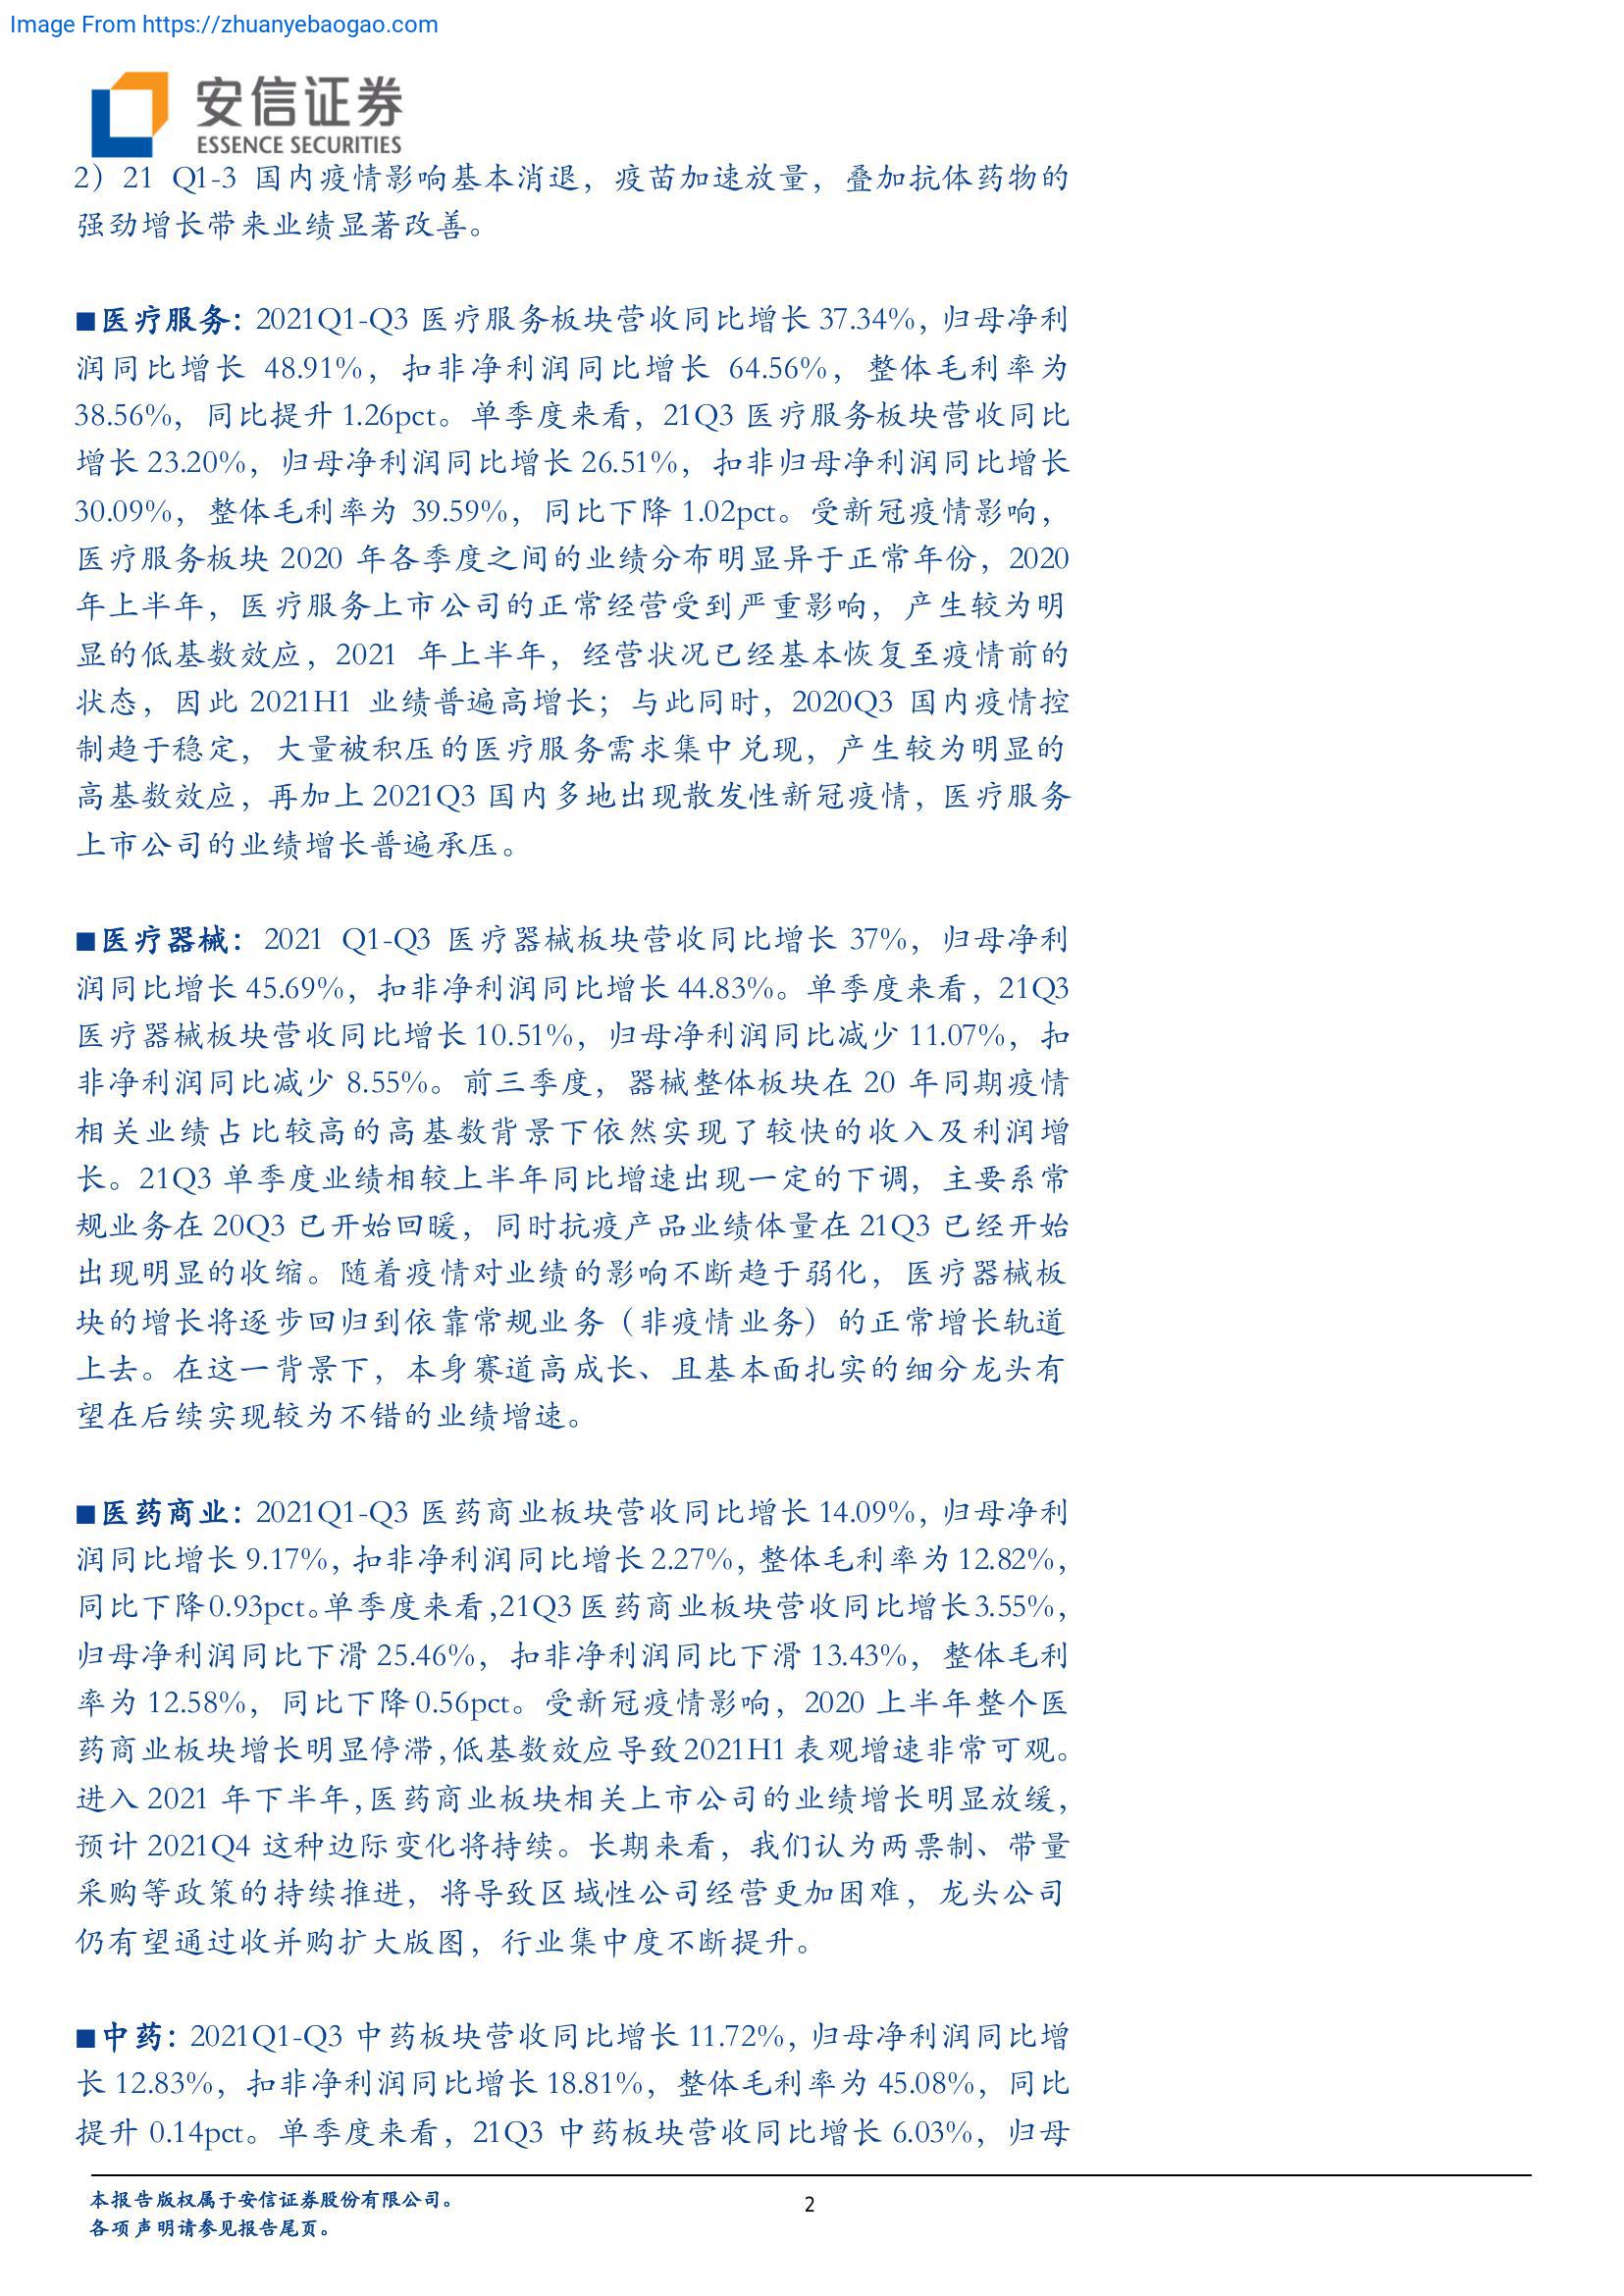 Image From https://zhuanyebaogao.com
安信证券
ESSENCE SECURITIES
2）21 Q1-3 国内疫情影响基本消退，疫苗加速放量，叠加抗体药物的
强劲增长带来业绩显著改善。
■医疗服务：2021Q1-Q3 医疗服务板块营收同比增长 37.34%，归母净利
润同比增长 48.91%，扣非净利润同比增长 64.56%，整体毛利率为
38.56%，同比提升 1.26pct。单季度来看，21Q3 医疗服务板块营收同比
增长 23.20%，归母净利润同比增长 26.51%，扣非归母净利润同比增长
30.09%，整体毛利率为 39.59%，同比下降 1.02pct。受新冠疫情影响，
医疗服务板块 2020 年各季度之间的业绩分布明显异于正常年份，2020
年上半年，医疗服务上市公司的正常经营受到严重影响，产生较为明
显的低基数效应，2021 年上半年，经营状况已经基本恢复至疫情前的
状态，因此 2021H1 业绩普遍高增长；与此同时，2020Q3 国内疫情控
制趋于稳定，大量被积压的医疗服务需求集中兑现，产生较为明显的
高基数效应，再加上 2021Q3 国内多地出现散发性新冠疫情，医疗服务
上市公司的业绩增长普遍承压。
■医疗器械：2021 Q1-Q3 医疗器械板块营收同比增长 37%，归母净利
润同比增长 45.69%，扣非净利润同比增长 44.83%。单季度来看，21Q3
医疗器械板块营收同比增长 10.51%，归母净利润同比减少 11.07%，扣
非净利润同比减少 8.55%。前三季度，器械整体板块在 20 年同期疫情
相关业绩占比较高的高基数背景下依然实现了较快的收入及利润增
长。21Q3 单季度业绩相较上半年同比增速出现一定的下调，主要系常
规业务在 20Q3 已开始回暖，同时抗疫产品业绩体量在 21Q3 已经开始
出现明显的收缩。随着疫情对业绩的影响不断趋于弱化，医疗器械板
块的增长将逐步回归到依靠常规业务（非疫情业务）的正常增长轨道
上去。在这一背景下，本身赛道高成长、且基本面扎实的细分龙头有
望在后续实现较为不错的业绩增速。
■医药商业：2021Q1-Q3 医药商业板块营收同比增长 14.09%，归母净利
润同比增长 9.17%，扣非净利润同比增长 2.27%，整体毛利率为 12.82%，
同比下降 0.93pct。单季度来看，21Q3 医药商业板块营收同比增长 3.55%，
归母净利润同比下滑 25.46%，扣非净利润同比下滑 13.43%，整体毛利
率为 12.58%，同比下降 0.56pct。受新冠疫情影响，2020 上半年整个医
药商业板块增长明显停滞，低基数效应导致 2021H1 表观增速非常可观。
进入 2021 年下半年，医药商业板块相关上市公司的业绩增长明显放缓，
预计 2021Q4 这种边际变化将持续。长期来看，我们认为两票制、带量
采购等政策的持续推进，将导致区域性公司经营更加困难，龙头公司
仍有望通过收并购扩大版图，行业集中度不断提升。
■中药：2021Q1-Q3 中药板块营收同比增长 11.72%，归母净利润同比增
长 12.83%，扣非净利润同比增长 18.81%，整体毛利率为 45.08%，同比
提升 0.14pct。单季度来看，21Q3 中药板块营收同比增长 6.03%，归母
本报告版权属于安信证券股份有限公司。
2
各项声明请参见报告尾页。